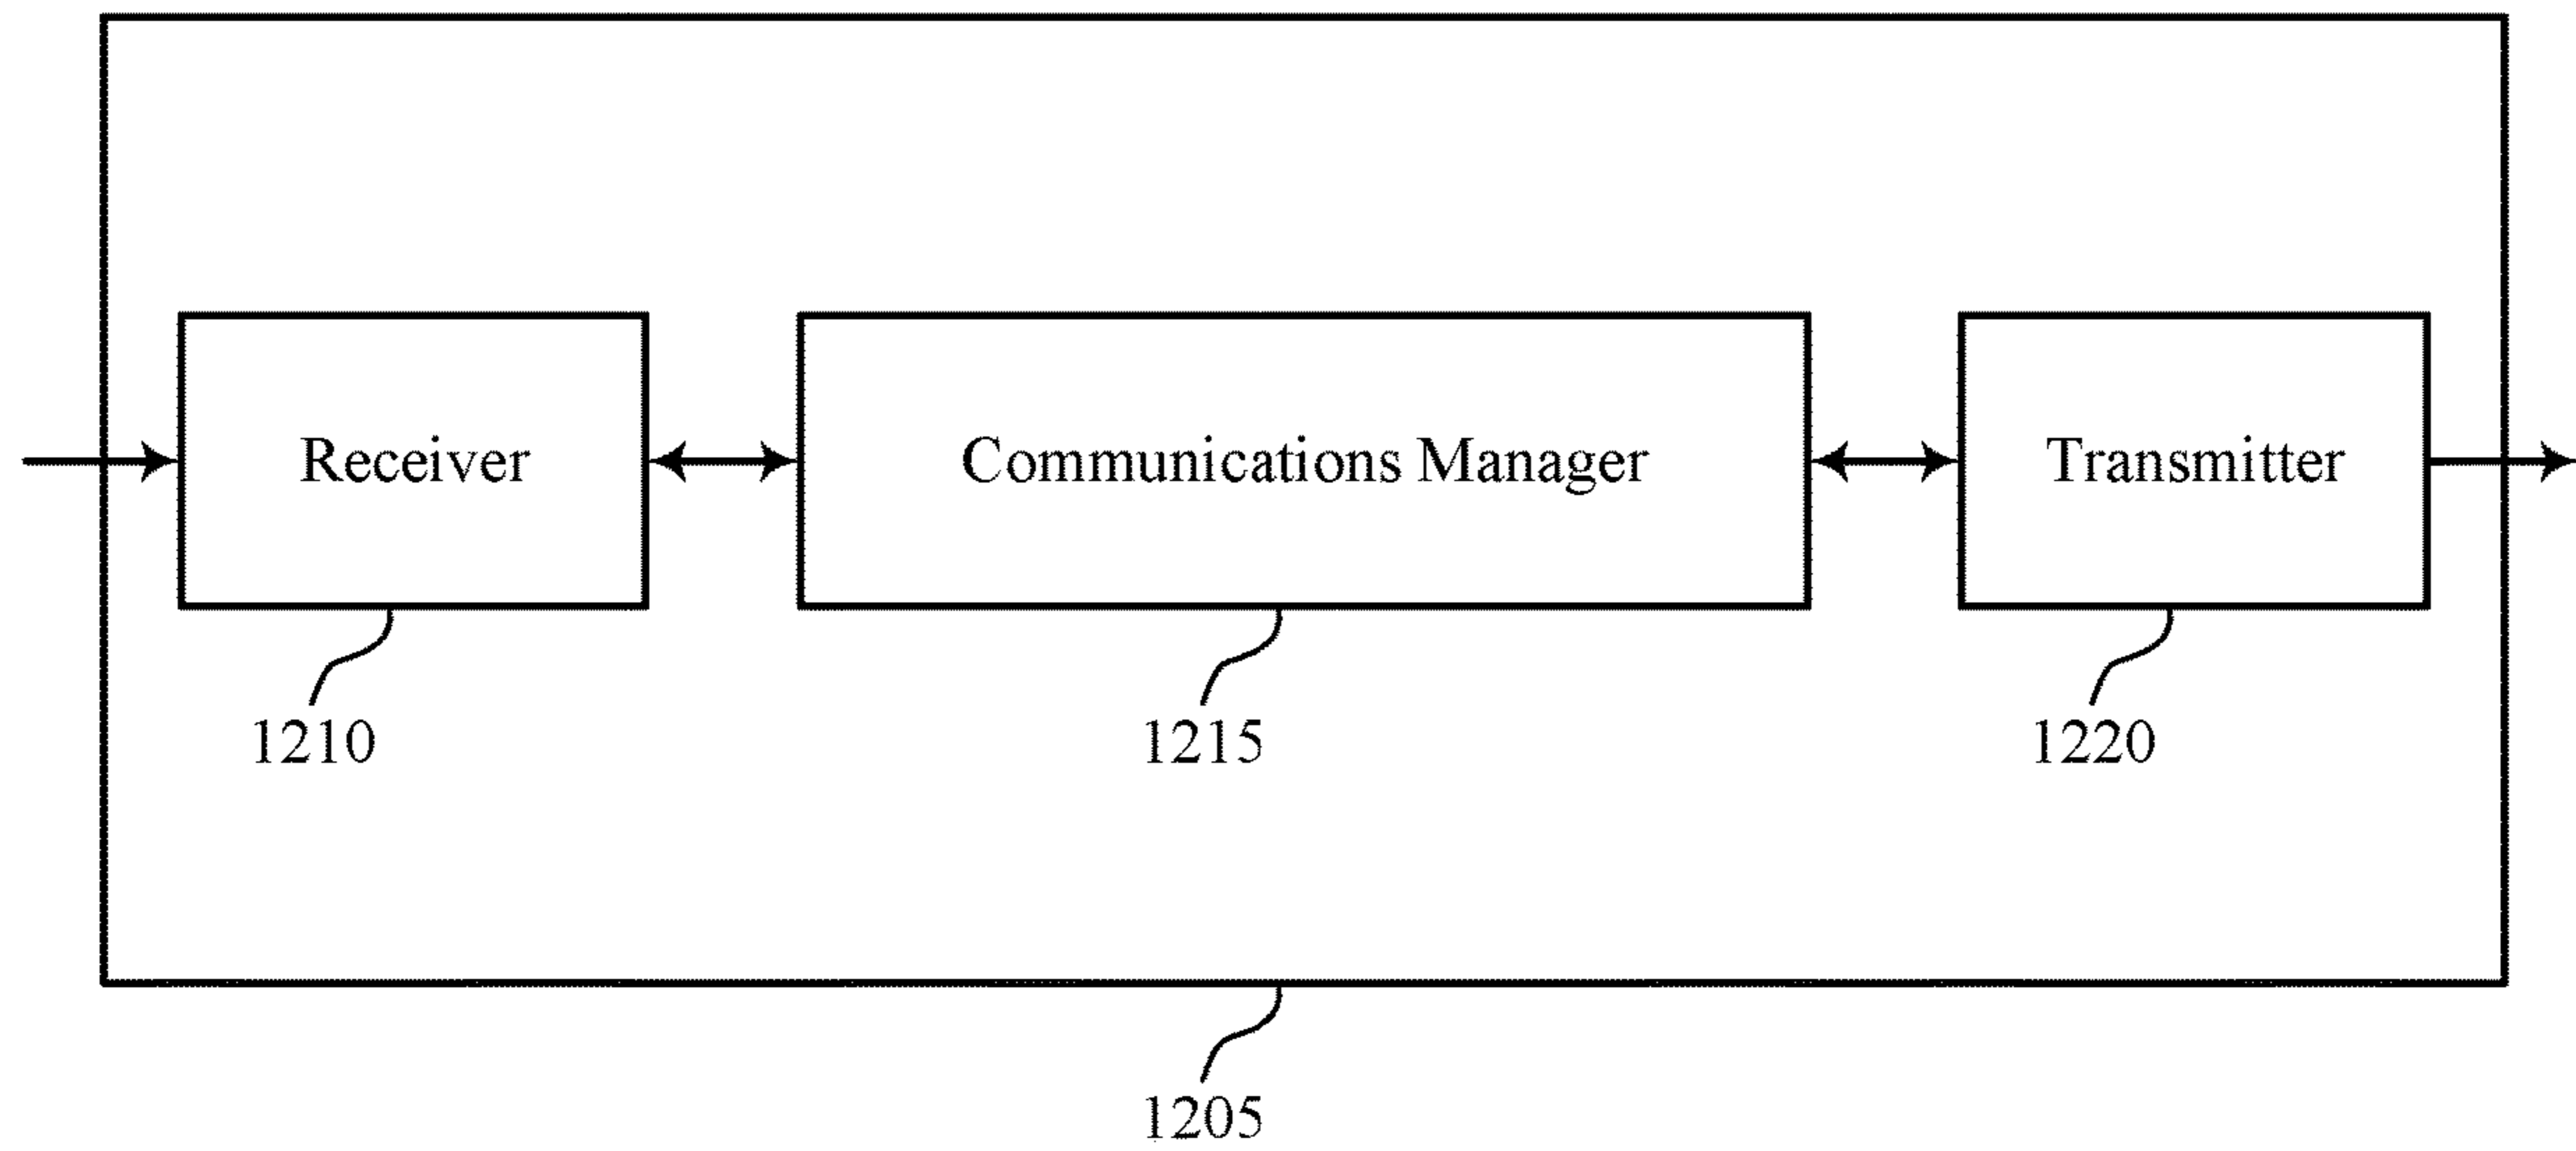 Receiver
Communications Manager
Transmitter
1210
1215
1220
1205